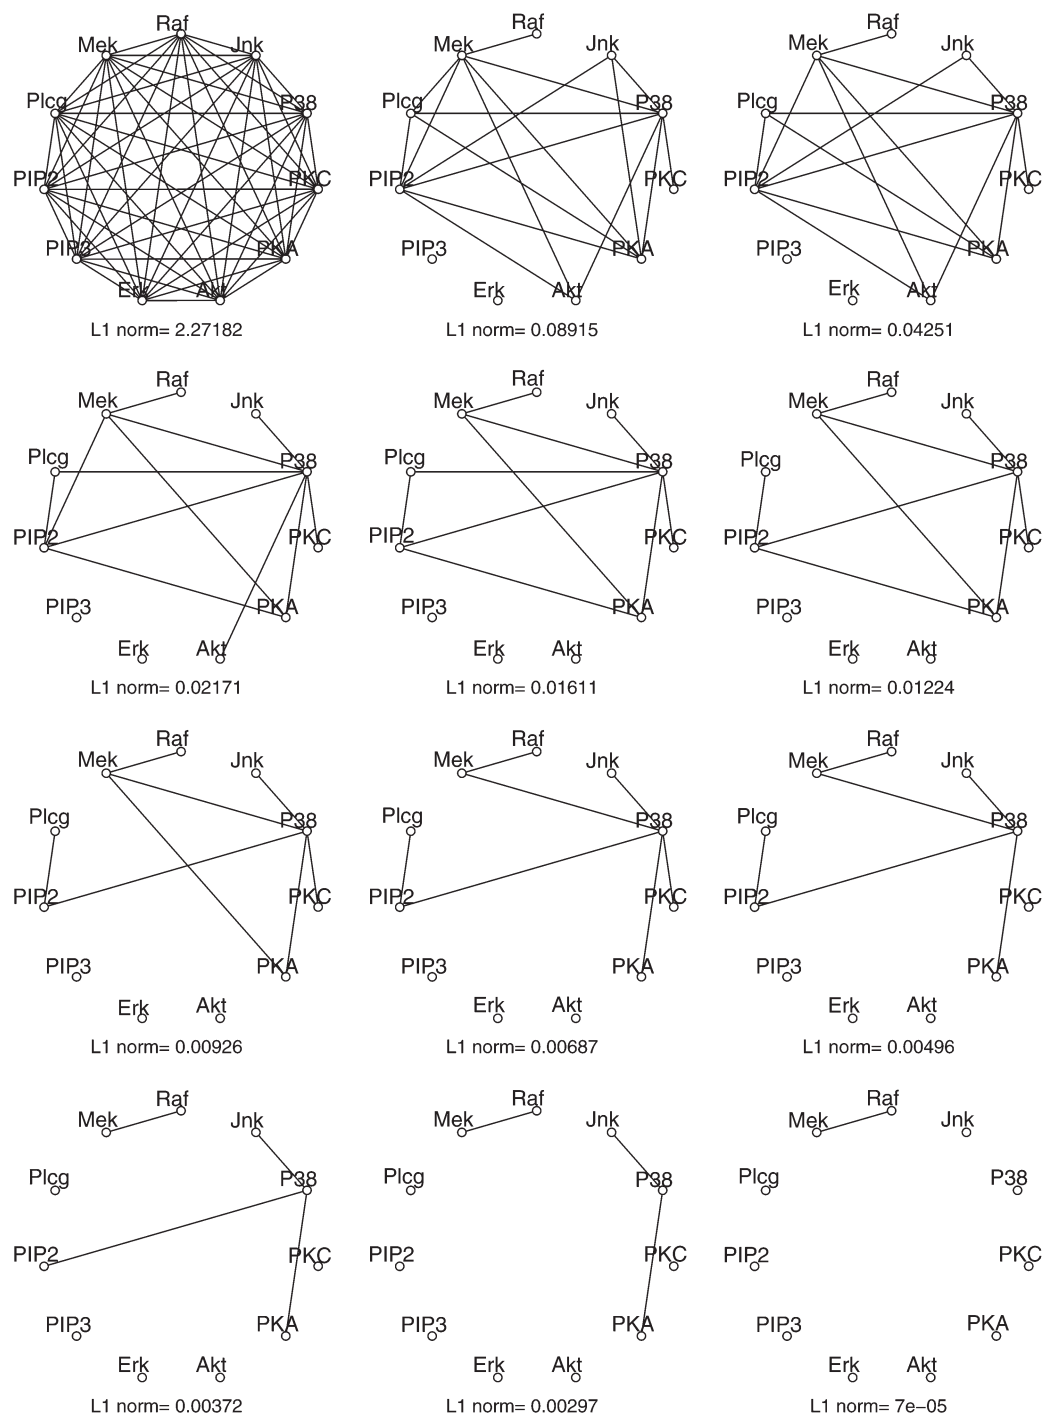 Raf
Mek Jnk
Plcg P38
PIP2 PKC
PIP3 PKA
Erk Akt
L1 norm= 2.27182
Raf
Mek Jnk
Plcg P38
PIP2 PKC
PIP3 PKA
Erk Akt
L1 norm= 0.08915
Raf
Mek Jnk
Plcg P38
PIP2 PKC
PIP3 PKA
Erk Akt
L1 norm= 0.04251
Raf
Mek Jnk
Plcg P38
PIP2 PKC
PIP3 PKA
Erk Akt
L1 norm= 0.02171
Raf
Mek Jnk
Plcg P38
PIP2 PKC
PIP3 PKA
Erk Akt
L1 norm= 0.01611
Raf
Mek Jnk
Plcg P38
PIP2 PKC
PIP3 PKA
Erk Akt
L1 norm= 0.01224
Raf
Mek Jnk
Plcg P38
PIP2 PKC
PIP3 PKA
Erk Akt
L1 norm= 0.00926
Raf
Mek Jnk
Plcg P38
PIP2 PKC
PIP3 PKA
Erk Akt
L1 norm= 0.00687
Raf
Mek Jnk
Plcg P38
PIP2 PKC
PIP3 PKA
Erk Akt
L1 norm= 0.00496
Raf
Mek Jnk
Plcg P38
PIP2 PKC
PIP3 PKA
Erk Akt
L1 norm= 0.00372
Raf
Mek Jnk
Plcg P38
PIP2 PKC
PIP3 PKA
Erk Akt
L1 norm= 0.00297
Raf
Mek Jnk
Plcg P38
PIP2 PKC
PIP3 PKA
Erk Akt
L1 norm= 7e−05